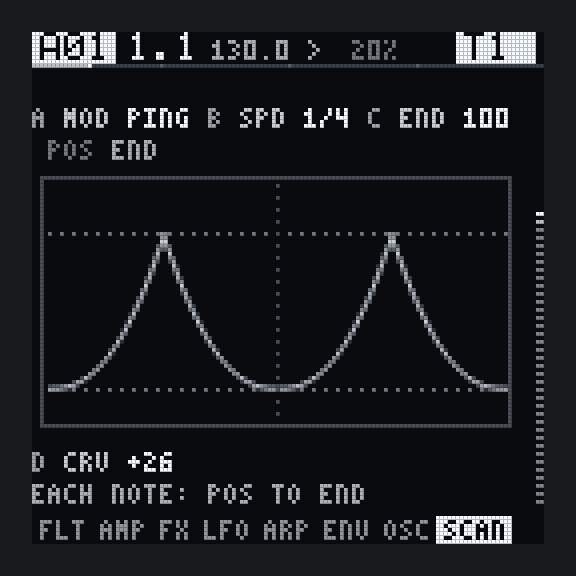 A01 1.1 130.0 > 20% T1
A MOD PING B SPD 1/4 C END 100
POS END
D CRV +26
EACH NOTE: POS TO END
FLT AMP FX LFO ARP ENV OSC SCAN